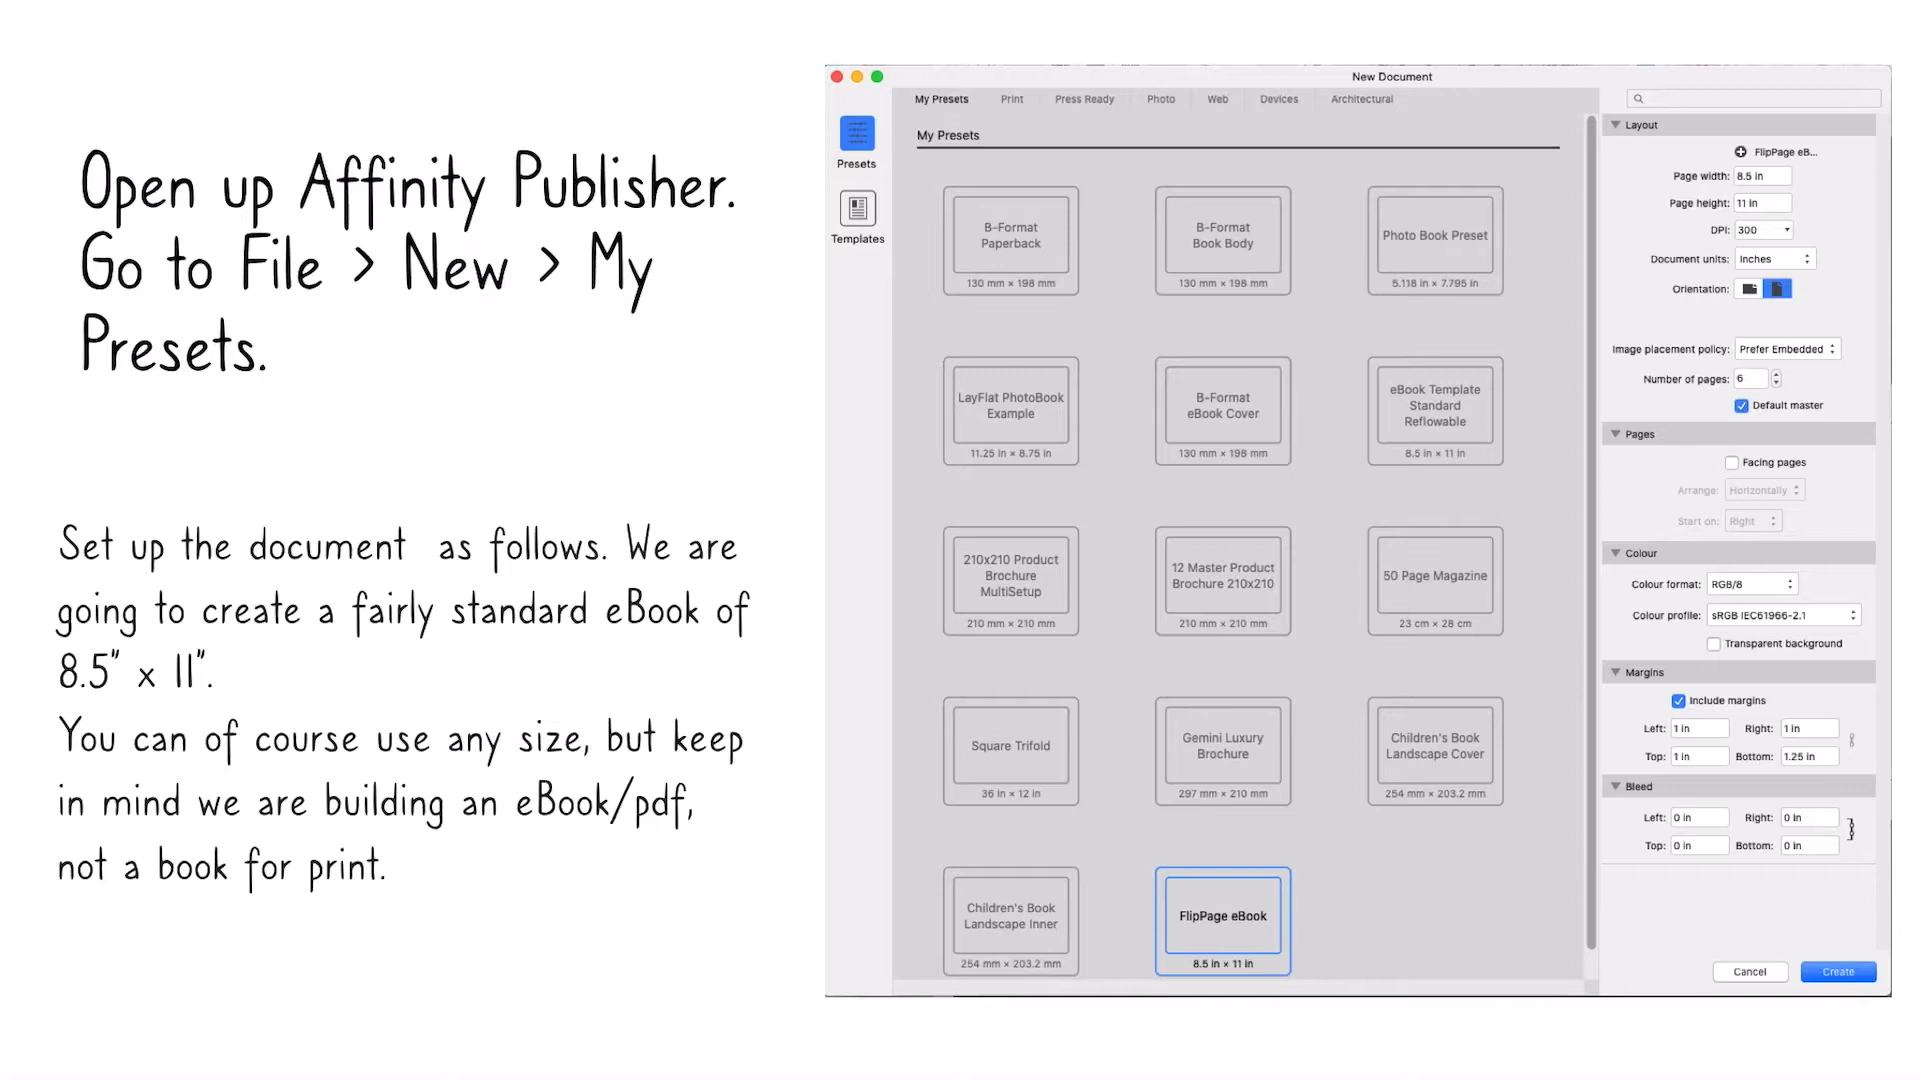 Open up Affinity Publisher.
Go to File > New > My
Presets.
Set up the document as follows. We are
going to create a fairly standard eBook of
8.5" x 11".
You can of course use any size, but keep
in mind we are building an eBook/pdf,
not a book for print.
New Document
My Presets Print Press Ready Photo Web Devices Architectural
Presets
Templates
My Presets
B-Format
Paperback
130 mm × 198 mm
B-Format
Book Body
130 mm × 198 mm
Photo Book Preset
5.118 in × 7.795 in
LayFlat PhotoBook
Example
11.25 in × 8.75 in
B-Format
eBook Cover
130 mm × 198 mm
eBook Template
Standard
Reflowable
8.5 in × 11 in
210x210 Product
Brochure
MultiSetup
210 mm × 210 mm
12 Master Product
Brochure 210x210
210 mm × 210 mm
50 Page Magazine
23 cm × 28 cm
Square Trifold
36 in × 12 in
Gemini Luxury
Brochure
297 mm × 210 mm
Children's Book
Landscape Cover
254 mm × 203.2 mm
Children's Book
Landscape Inner
254 mm × 203.2 mm
FlipPage eBook
8.5 in × 11 in
Layout
FlipPage eB...
Page width: 8.5 in
Page height: 11 in
DPI: 300
Document units: Inches
Orientation:
Image placement policy: Prefer Embedded
Number of pages: 6
Default master
Pages
Facing pages
Arrange: Horizontally
Start on: Right
Colour
Colour format: RGB/8
Colour profile: sRGB IEC61966-2.1
Transparent background
Margins
Include margins
Left: 1 in Right: 1 in
Top: 1 in Bottom: 1.25 in
Bleed
Left: 0 in Right: 0 in
Top: 0 in Bottom: 0 in
Cancel Create